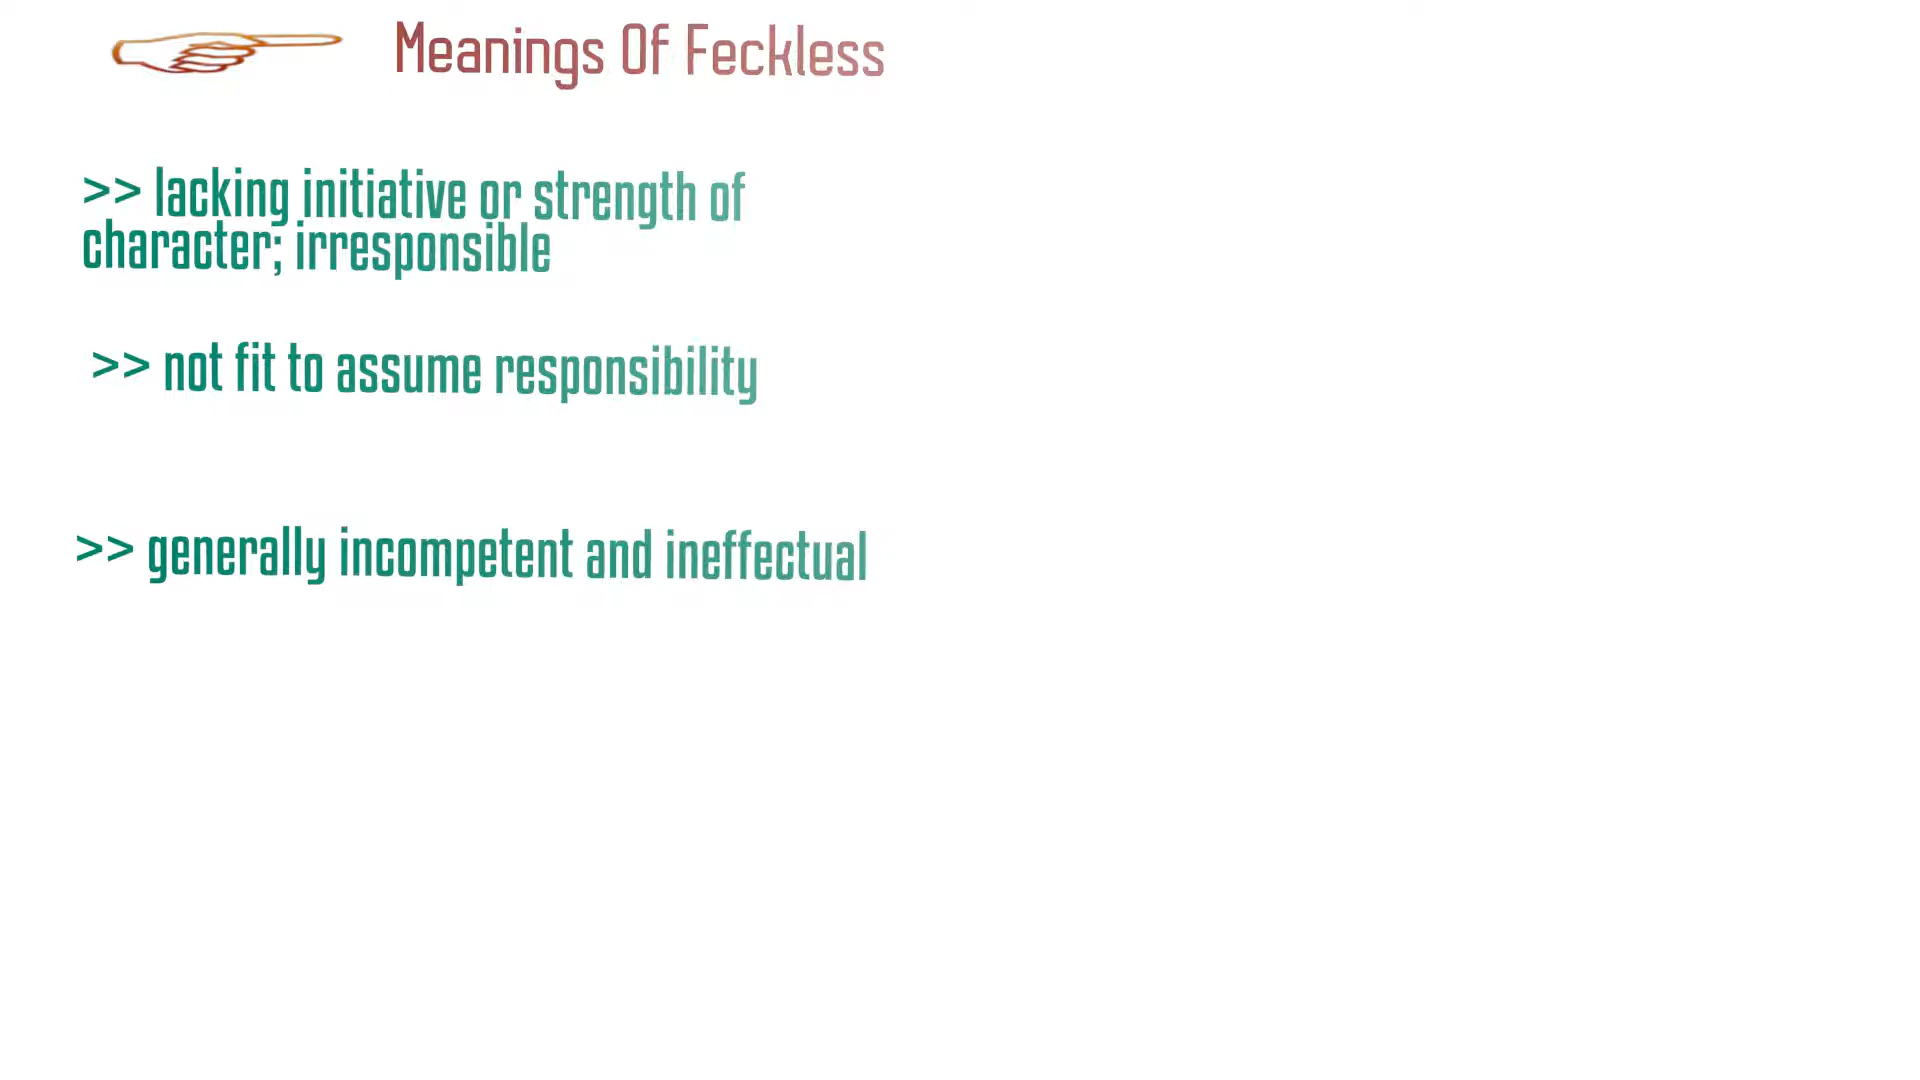 Meanings Of Feckless
>> lacking initiative or strength of
character; irresponsible
>> not fit to assume responsibility
>> generally incompetent and ineffectual